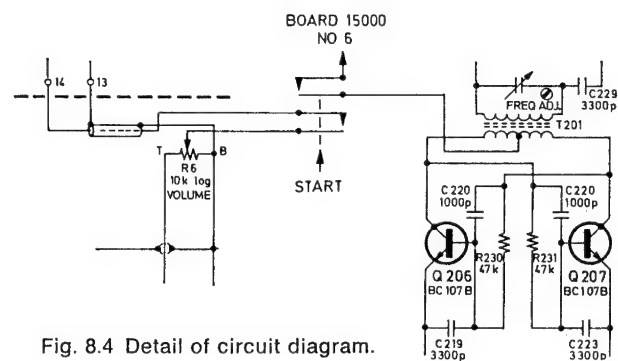 BOARD 15000
NO 6
14
13
C229
3300p
FREQ ADJ.
T201
T
B
R6
10k log
VOLUME
START
C220
1000p
C220
1000p
R230
47k
R231
47k
Q 206
BC107B
Q 207
BC107B
C219
3300p
C223
3300p
Fig. 8.4 Detail of circuit diagram.